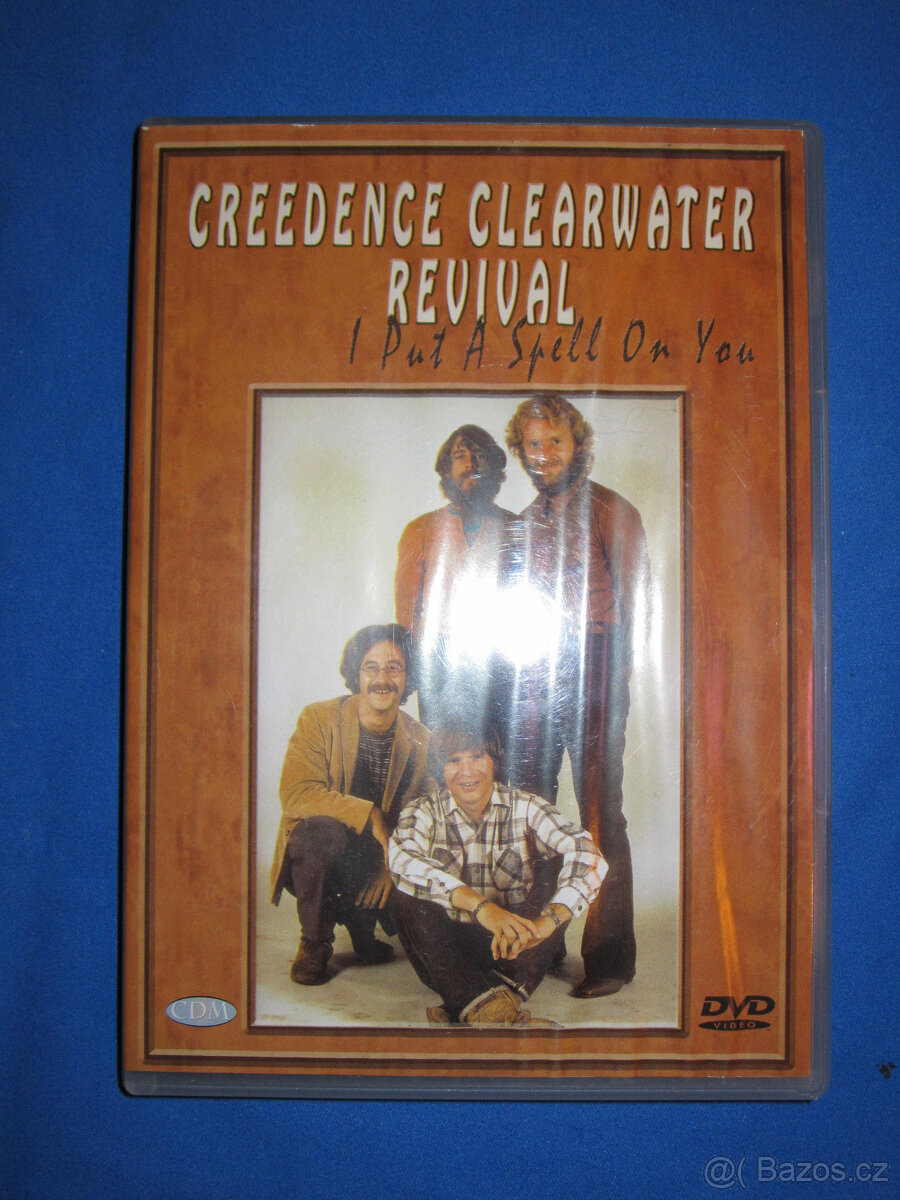 CREEDENCE CLEARWATER
REVIVAL
I Put A Spell On You
CDM
DVD
VIDEO
@( Bazos.cz